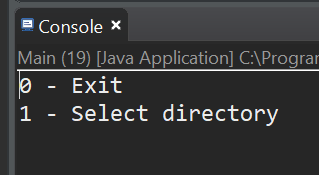 Console
Main (19) [Java Application] C:\Progra
0 - Exit
1 - Select directory